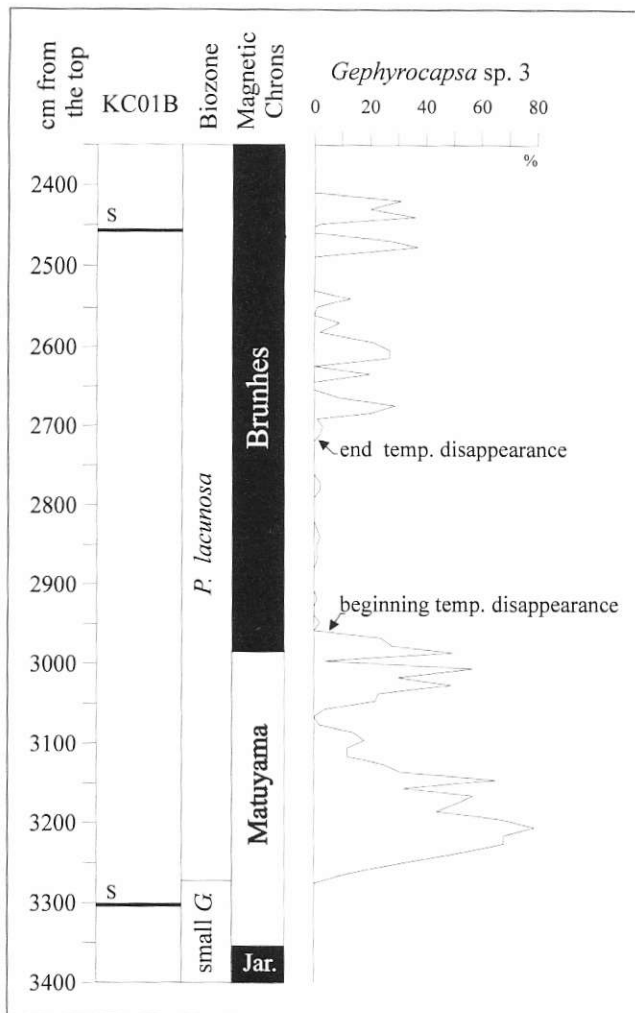 cm from
the top
KC01B
Biozone
Magnetic
Chrons
Gephyrocapsa sp. 3
0 20 40 60 80
%
2400
2500
2600
2700
2800
2900
3000
3100
3200
3300
3400
S
S
P. lacunosa
small G.
Brunhes
Matuyama
Jar.
end temp. disappearance
beginning temp. disappearance